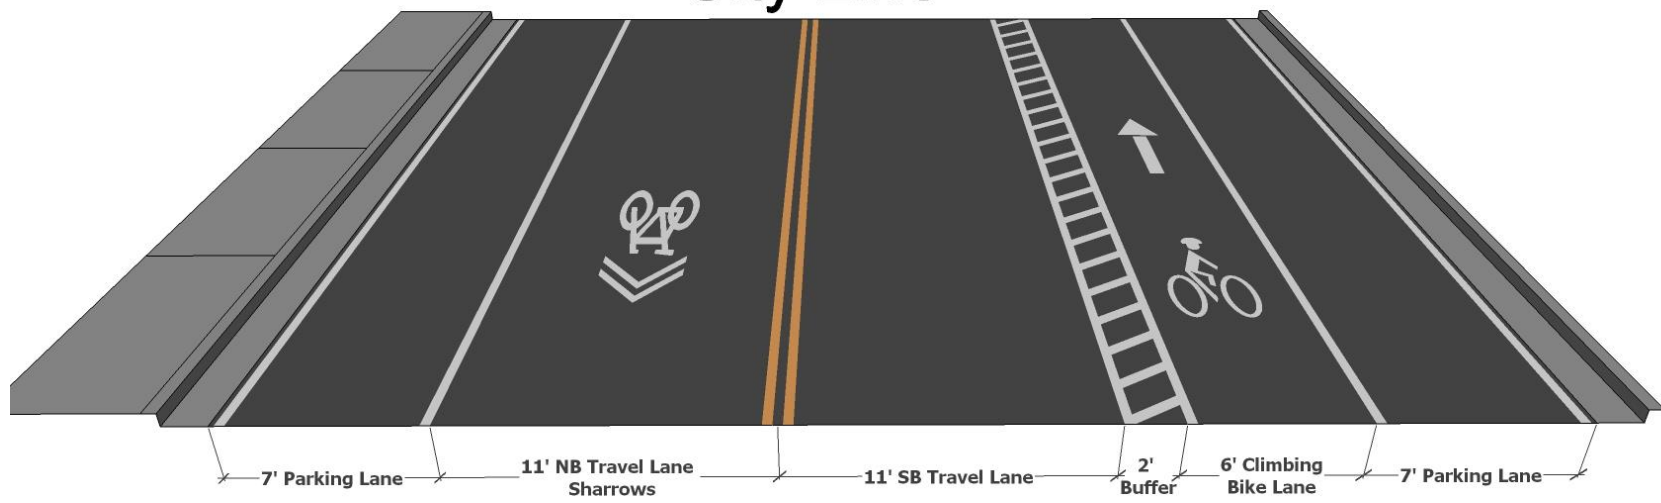 7' Parking Lane
11' NB Travel Lane
Sharrows
11' SB Travel Lane
2'
Buffer
6' Climbing
Bike Lane
7' Parking Lane